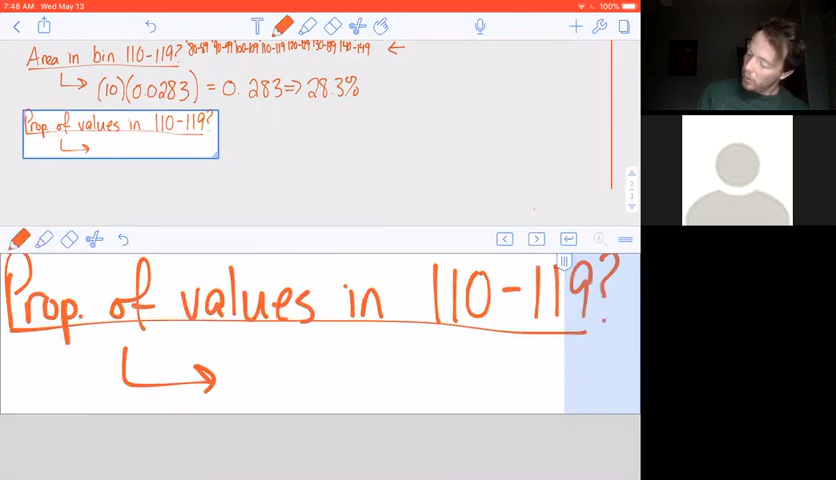 7:48 AM Wed May 13
100%
Area in bin 110-119? 80-89 90-99 100-109 110-119 120-129 130-139 140-149 ←
↳ (10)(0.0283) = 0.283 ⇒ 28.3%
Prop. of values in 110-119?
↳
2
3
Prop. of values in 110-119?
↳